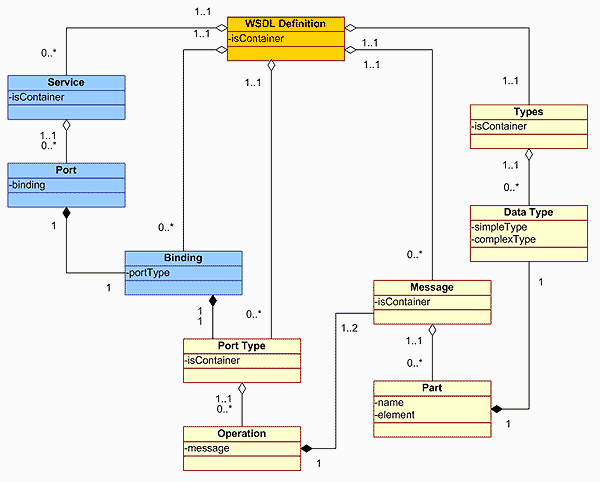 WSDL Definition
-isContainer
1..1
1..1
1..1
1..1
1..1
0..*
Service
-isContainer
1..1
Types
-isContainer
1..1
0..*
1..1
0..*
Port
-binding
Data Type
-simpleType
-complexType
1
0..*
0..*
Binding
-portType
1
1
Message
-isContainer
1
1
0..*
1..2
Port Type
-isContainer
1..1
0..*
1..1
0..*
Part
-name
-element
1
Operation
-message
1